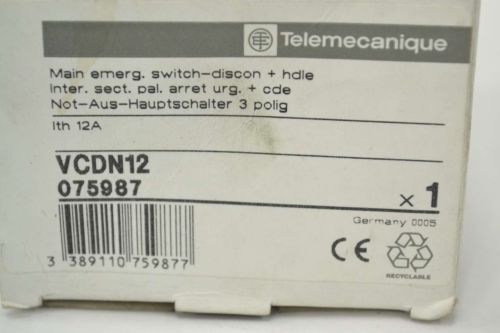 Telemecanique
Main emerg. switch-discon + hdle
Inter. sect. pal. arret urg. + cde
Not-Aus-Hauptschalter 3 polig
Ith 12A
VCDN12
075987
x 1
Germany 0005
3 389110 759877
CE
RECYCLABLE